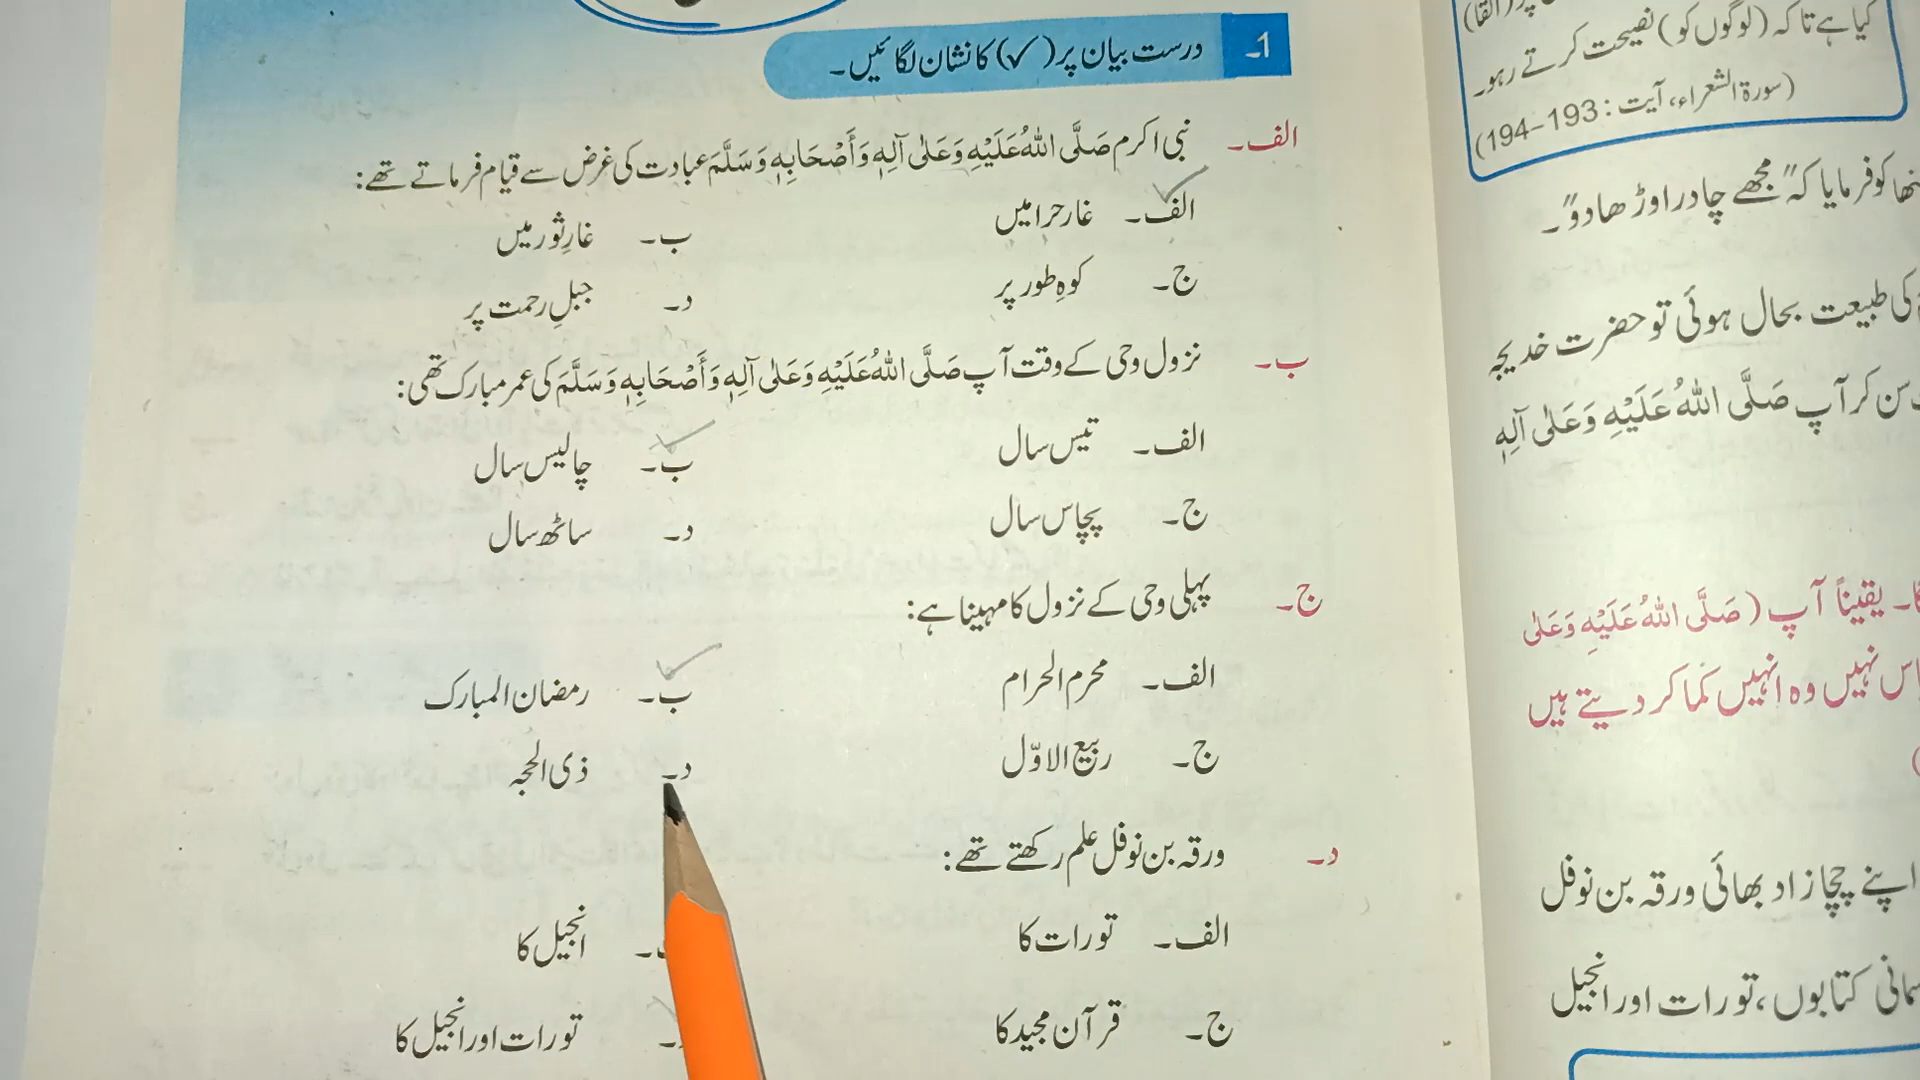 1۔ درست بیان پر (✓) کا نشان لگائیں۔
الف۔ نبی اکرم صَلَّی اللہُ عَلَیْہِ وَعَلٰی آلِہٖ وَأَصْحَابِہٖ وَسَلَّمَ عبادت کی غرض سے قیام فرماتے تھے:
الف۔ غار حرا میں ب۔ غارِ ثور میں
ج۔ کوہِ طور پر د۔ جبلِ رحمت پر
ب۔ نزول وحی کے وقت آپ صَلَّی اللہُ عَلَیْہِ وَعَلٰی آلِہٖ وَأَصْحَابِہٖ وَسَلَّمَ کی عمر مبارک تھی:
الف۔ تیس سال ب۔ چالیس سال
ج۔ پچاس سال د۔ ساٹھ سال
ج۔ پہلی وحی کے نزول کا مہینا ہے:
الف۔ محرم الحرام ب۔ رمضان المبارک
ج۔ ربیع الاوّل د۔ ذی الحجہ
د۔ ورقہ بن نوفل علم رکھتے تھے:
الف۔ تورات کا انجیل کا
ج۔ قرآن مجید کا تورات اور انجیل کا
کیا ہے تاکہ (لوگوں کو) نصیحت کرتے رہو۔
(سورۃ الشعراء، آیت: 193–194)
کو فرمایا کہ "مجھے چادر اوڑھا دو"۔
کی طبیعت بحال ہوئی تو حضرت خدیجہ
سن کر آپ صَلَّی اللہُ عَلَیْہِ وَعَلٰی آلِہٖ
یقیناً آپ (صَلَّی اللہُ عَلَیْہِ وَعَلٰی
نہیں وہ انہیں کما کر دیتے ہیں
اپنے چچا زاد بھائی ورقہ بن نوفل
کتابوں، تورات اور انجیل